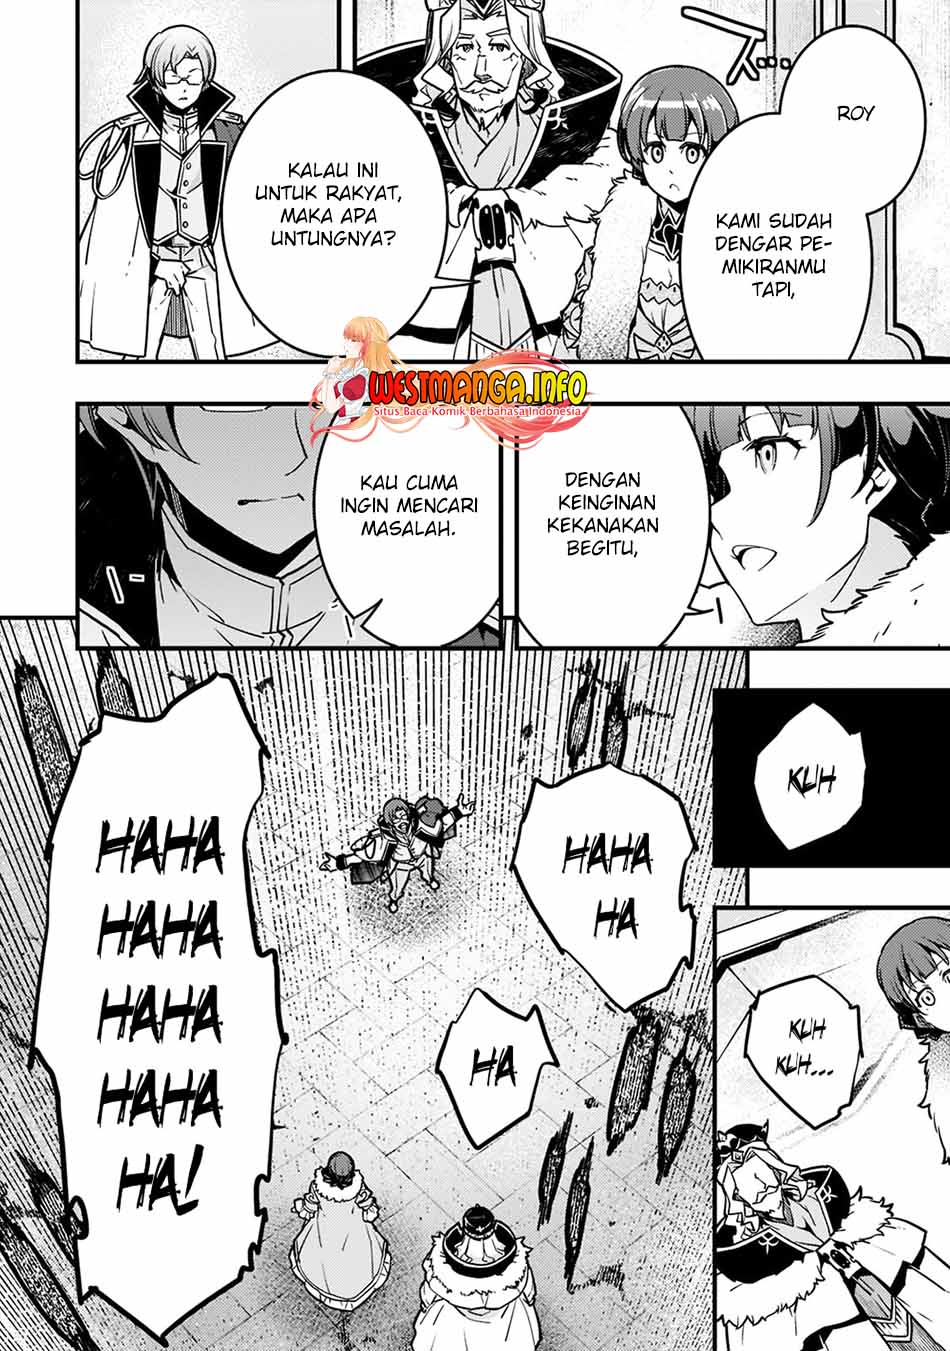 ROY
KAMI SUDAH
DENGAR PE-
MIKIRANMU
TAPI,
KALAU INI
UNTUK RAKYAT,
MAKA APA
UNTUNGNYA?
WESTMANGA.INFO
Situs Baca Komik Berbahasa Indonesia
DENGAN
KEINGINAN
KEKANAKAN
BEGITU,
KAU CUMA
INGIN MENCARI
MASALAH.
KUH
KUH
KUH...
HAHA
HA
HA
HAHA
HAHA
HAHA
HAHA
HA!